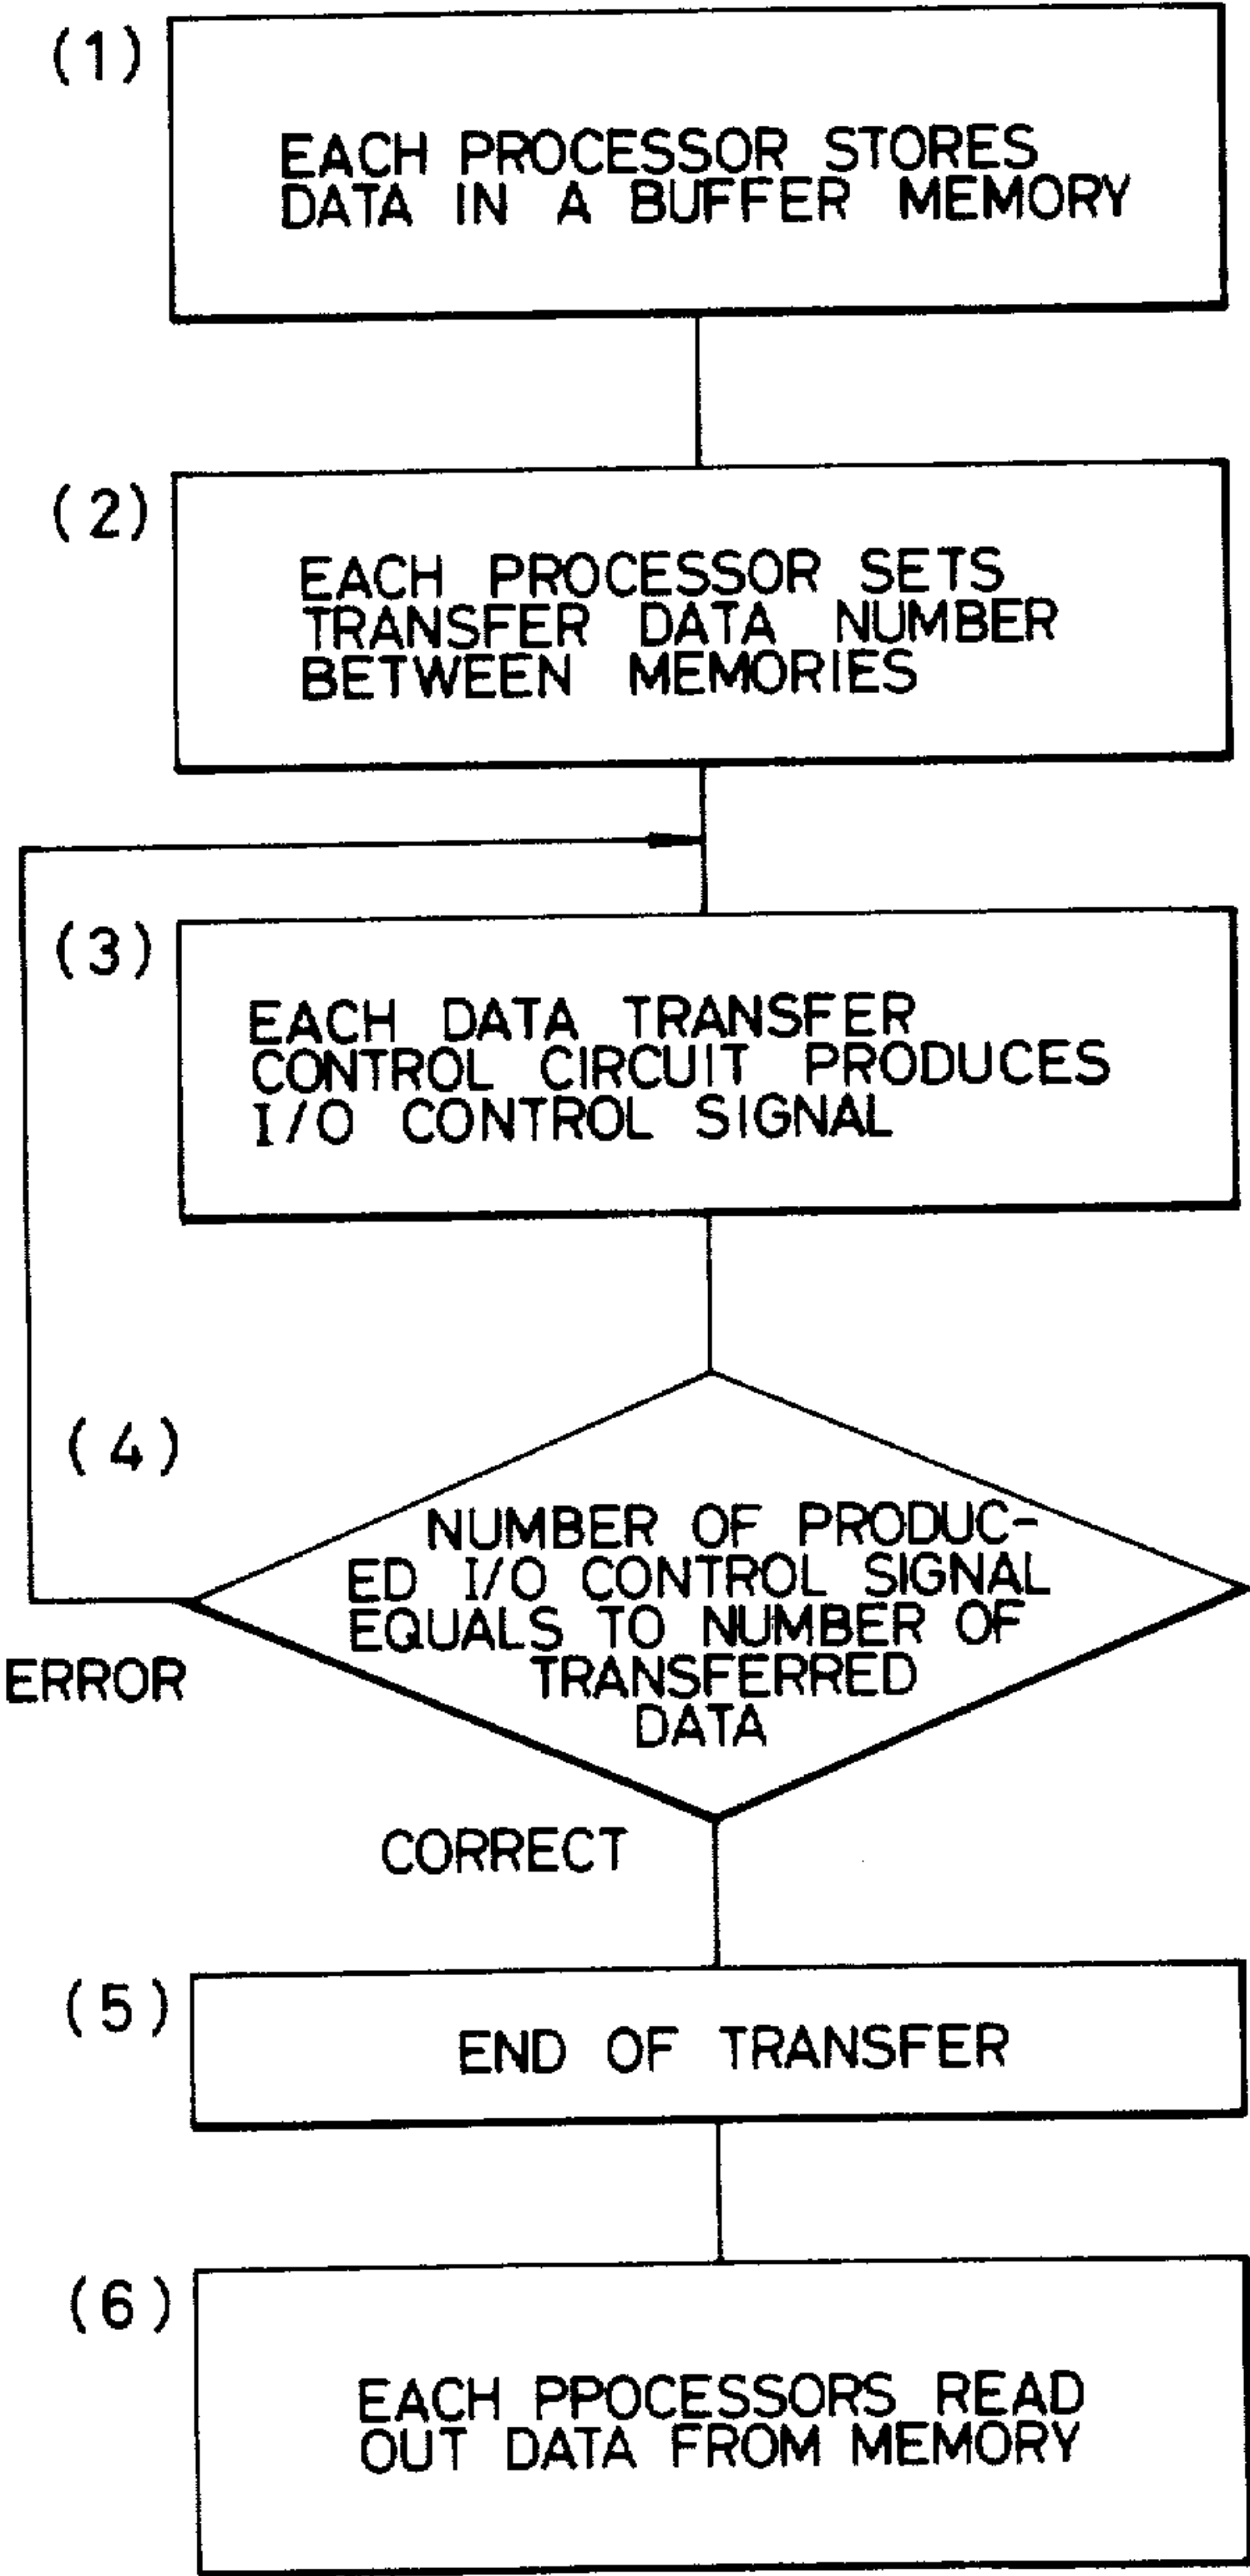 (1)
EACH PROCESSOR STORES
DATA IN A BUFFER MEMORY
(2)
EACH PROCESSOR SETS
TRANSFER DATA NUMBER
BETWEEN MEMORIES
(3)
EACH DATA TRANSFER
CONTROL CIRCUIT PRODUCES
I/O CONTROL SIGNAL
(4)
NUMBER OF PRODUC-
ED I/O CONTROL SIGNAL
EQUALS TO NUMBER OF
TRANSFERRED
DATA
ERROR
CORRECT
(5)
END OF TRANSFER
(6)
EACH PPOCESSORS READ
OUT DATA FROM MEMORY